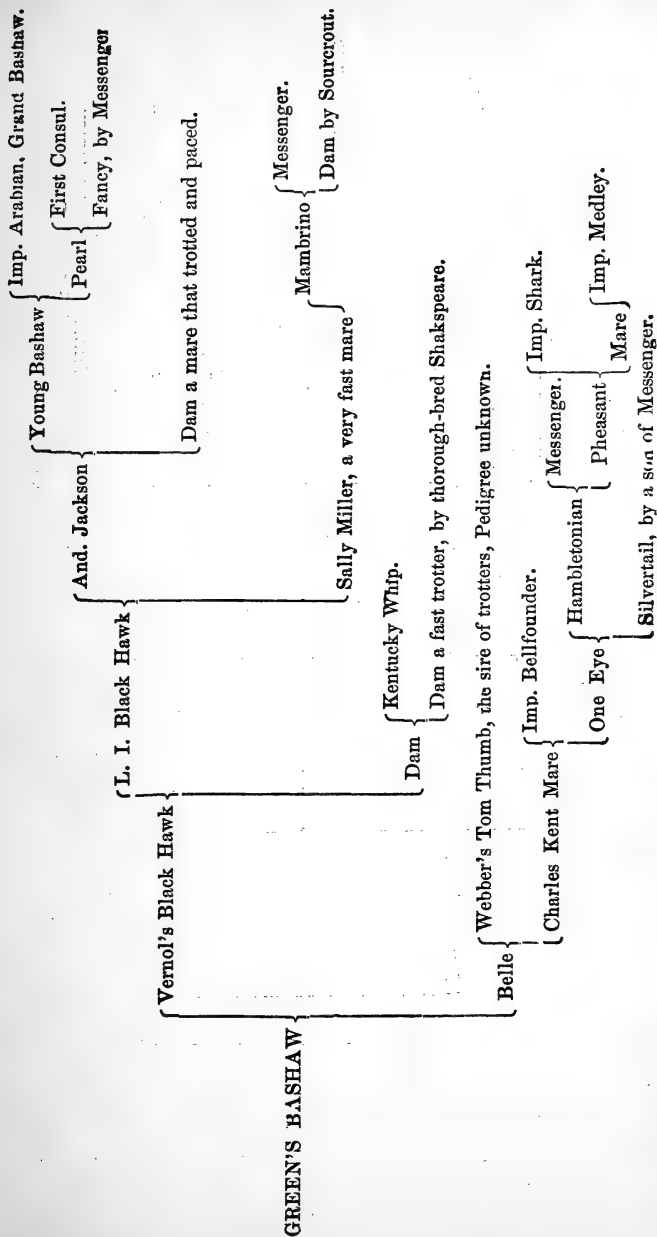 GREEN'S BASHAW
Vernol's Black Hawk
L. I. Black Hawk
And. Jackson
Young Bashaw
Imp. Arabian, Grand Bashaw.
Pearl
First Consul.
Fancy, by Messenger
Dam a mare that trotted and paced.
Sally Miller, a very fast mare
Mambrino
Messenger.
Dam by Sourcrout.
Dam
Kentucky Whip.
Dam a fast trotter, by thorough-bred Shakspeare.
Belle
Webber's Tom Thumb, the sire of trotters, Pedigree unknown.
Charles Kent Mare
Imp. Bellfounder.
One Eye
Hambletonian
Messenger.
Pheasant
Imp. Shark.
Mare
Imp. Medley.
Silvertail, by a son of Messenger.